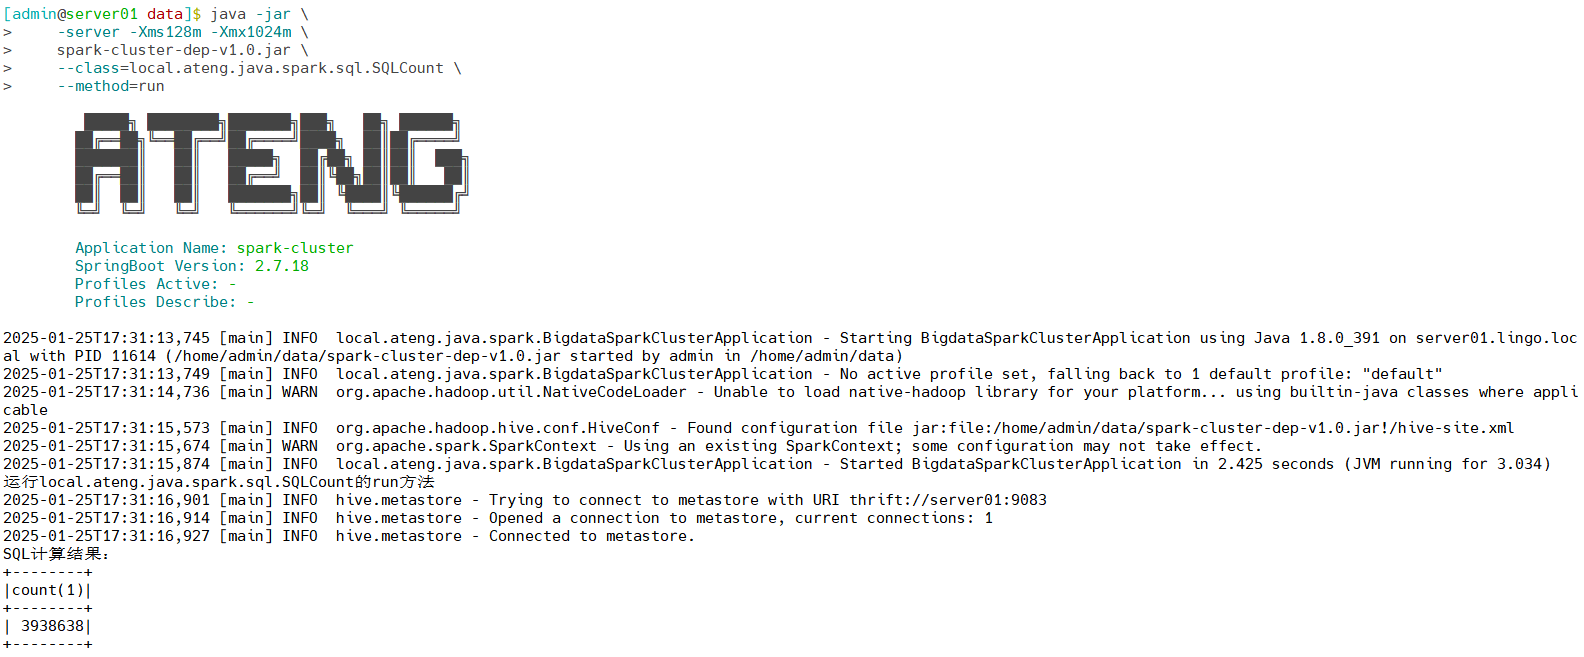 [admin@server01 data]$ java -jar \
>     -server -Xms128m -Xmx1024m \
>     spark-cluster-dep-v1.0.jar \
>     --class=local.ateng.java.spark.sql.SQLCount \
>     --method=run
ATENG
Application Name: spark-cluster
SpringBoot Version: 2.7.18
Profiles Active: -
Profiles Describe: -
2025-01-25T17:31:13,745 [main] INFO  local.ateng.java.spark.BigdataSparkClusterApplication - Starting BigdataSparkClusterApplication using Java 1.8.0_391 on server01.lingo.loc
al with PID 11614 (/home/admin/data/spark-cluster-dep-v1.0.jar started by admin in /home/admin/data)
2025-01-25T17:31:13,749 [main] INFO  local.ateng.java.spark.BigdataSparkClusterApplication - No active profile set, falling back to 1 default profile: "default"
2025-01-25T17:31:14,736 [main] WARN  org.apache.hadoop.util.NativeCodeLoader - Unable to load native-hadoop library for your platform... using builtin-java classes where appli
cable
2025-01-25T17:31:15,573 [main] INFO  org.apache.hadoop.hive.conf.HiveConf - Found configuration file jar:file:/home/admin/data/spark-cluster-dep-v1.0.jar!/hive-site.xml
2025-01-25T17:31:15,674 [main] WARN  org.apache.spark.SparkContext - Using an existing SparkContext; some configuration may not take effect.
2025-01-25T17:31:15,874 [main] INFO  local.ateng.java.spark.BigdataSparkClusterApplication - Started BigdataSparkClusterApplication in 2.425 seconds (JVM running for 3.034)
运行local.ateng.java.spark.sql.SQLCount的run方法
2025-01-25T17:31:16,901 [main] INFO  hive.metastore - Trying to connect to metastore with URI thrift://server01:9083
2025-01-25T17:31:16,914 [main] INFO  hive.metastore - Opened a connection to metastore, current connections: 1
2025-01-25T17:31:16,927 [main] INFO  hive.metastore - Connected to metastore.
SQL计算结果：
+--------+
|count(1)|
+--------+
| 3938638|
+--------+